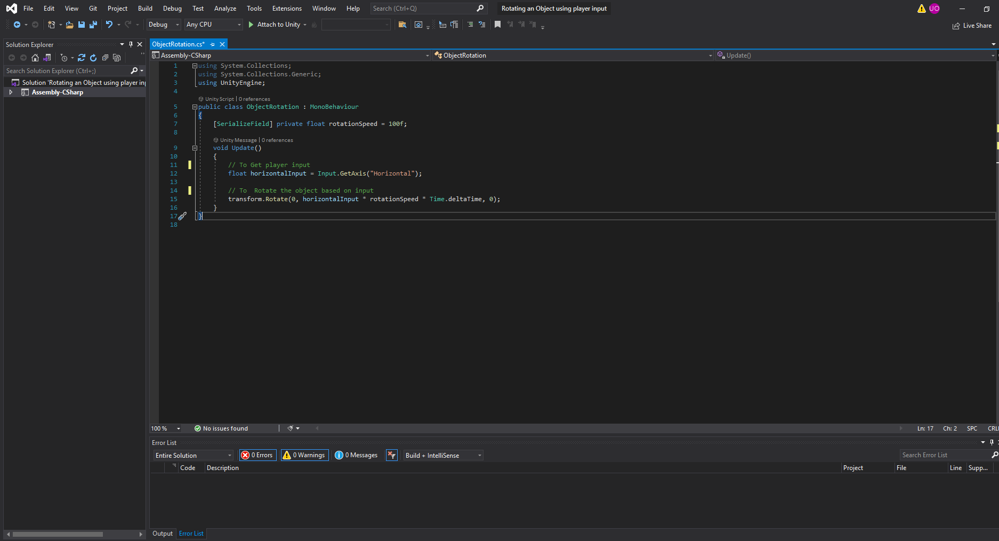 File Edit View Git Project Build Debug Test Analyze Tools Extensions Window Help Search (Ctrl+Q) Rotating an Object using player input UO
Debug Any CPU Attach to Unity Live Share
Solution Explorer
Search Solution Explorer (Ctrl+;)
Solution 'Rotating an Object using player in
Assembly-CSharp
ObjectRotation.cs*
Assembly-CSharp ObjectRotation Update()
1 using System.Collections;
2 using System.Collections.Generic;
3 using UnityEngine;
4
Unity Script | 0 references
5 public class ObjectRotation : MonoBehaviour
6 {
7 [SerializeField] private float rotationSpeed = 100f;
8
Unity Message | 0 references
9 void Update()
10 {
11 // To Get player input
12 float horizontalInput = Input.GetAxis("Horizontal");
13
14 // To  Rotate the object based on input
15 transform.Rotate(0, horizontalInput * rotationSpeed * Time.deltaTime, 0);
16 }
17 }
18
100 % No issues found Ln: 17 Ch: 2 SPC CRL
Error List
Entire Solution 0 Errors 0 Warnings 0 Messages Build + IntelliSense Search Error List
Code Description Project File Line Supp...
Output Error List